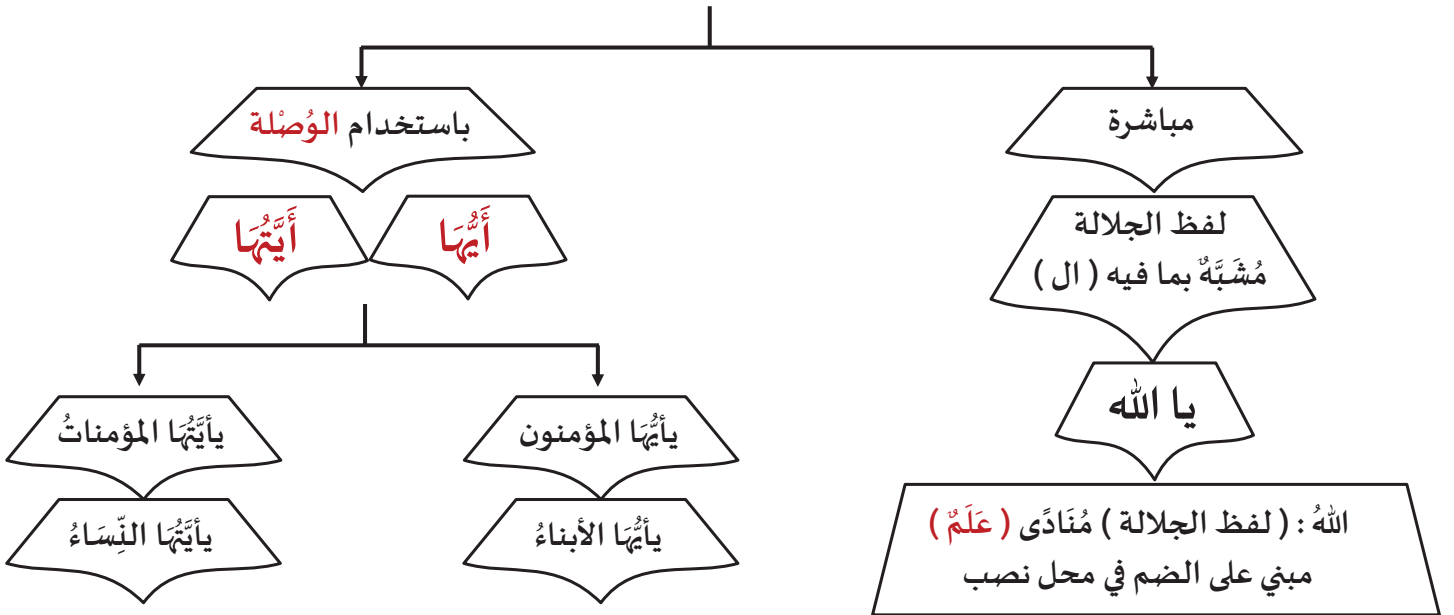 مباشرة
باستخدام الوُصْلة
لفظ الجلالة
مُشَبَّهٌ بما فيه ( ال )
أَيُّهَا
أَيَّتُهَا
يا الله
يأيُّهَا المؤمنون
يأيَّتُهَا المؤمناتُ
اللهُ : ( لفظ الجلالة ) مُنَادًى ( عَلَمٌ )
مبني على الضم في محل نصب
يأيُّهَا الأبناءُ
يأيَّتُهَا النِّسَاءُ